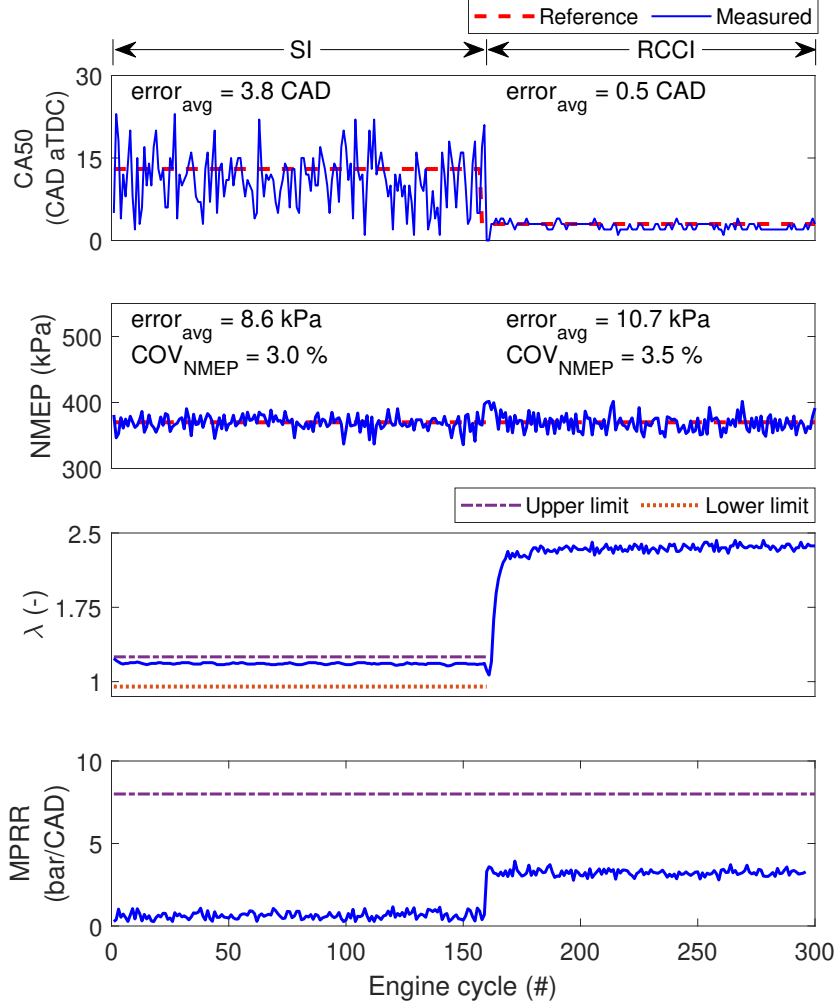 Reference Measured
SI RCCI
30
15
0
CA50
(CAD aTDC)
error_avg = 3.8 CAD error_avg = 0.5 CAD
500
400
300
NMEP (kPa)
error_avg = 8.6 kPa error_avg = 10.7 kPa
COV_NMEP = 3.0 % COV_NMEP = 3.5 %
Upper limit Lower limit
2.5
1.75
1
λ (-)
10
5
0
MPRR
(bar/CAD)
0 50 100 150 200 250 300
Engine cycle (#)